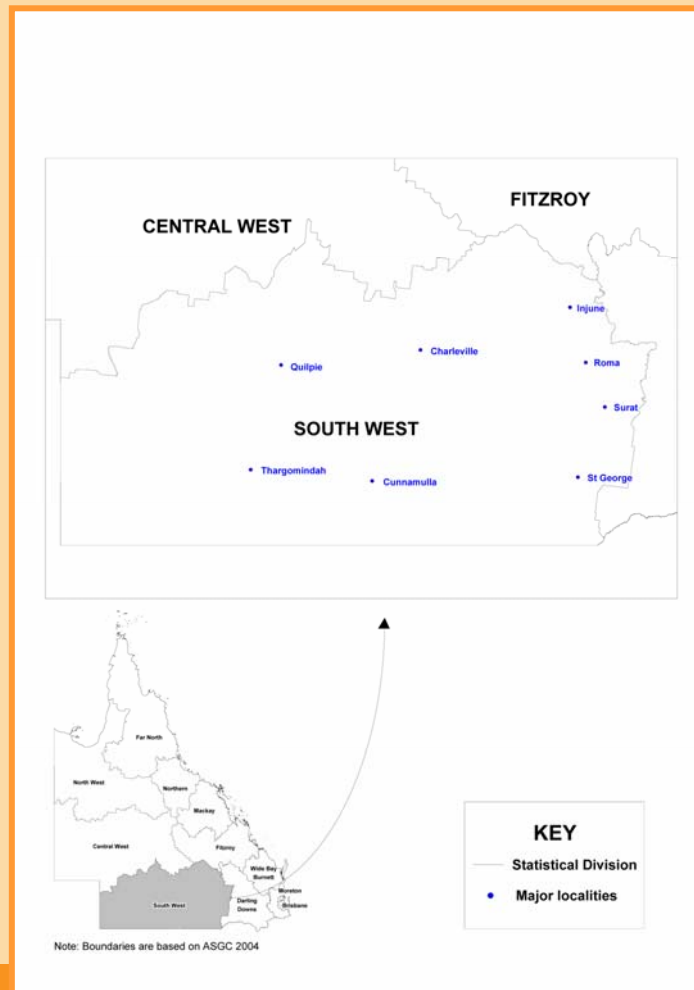 FITZROY
CENTRAL WEST
Injune
Charleville
Roma
Quilpie
Surat
SOUTH WEST
Thargomindah
St George
Cunnamulla
Far North
North West
Northern
Mackay
Central West
Fitzroy
Wide Bay
Burnett
Moreton
South West
Darling
Downs
Brisbane
KEY
Statistical Division
Major localities
Note: Boundaries are based on ASGC 2004